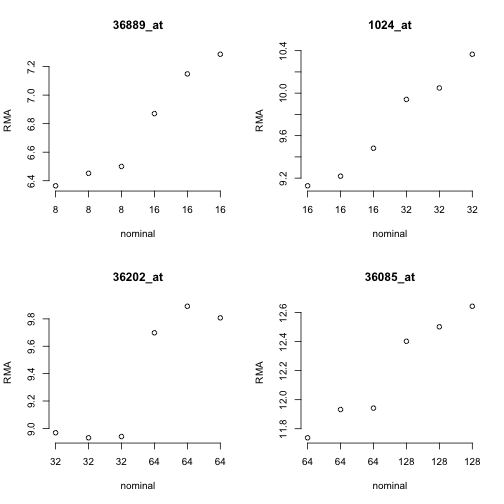 36889_at
RMA
7.2
7.0
6.8
6.6
6.4
8 8 8 16 16 16
nominal
1024_at
RMA
10.4
10.0
9.6
9.2
16 16 16 32 32 32
nominal
36202_at
RMA
9.8
9.6
9.4
9.2
9.0
32 32 32 64 64 64
nominal
36085_at
RMA
12.6
12.4
12.2
12.0
11.8
64 64 64 128 128 128
nominal